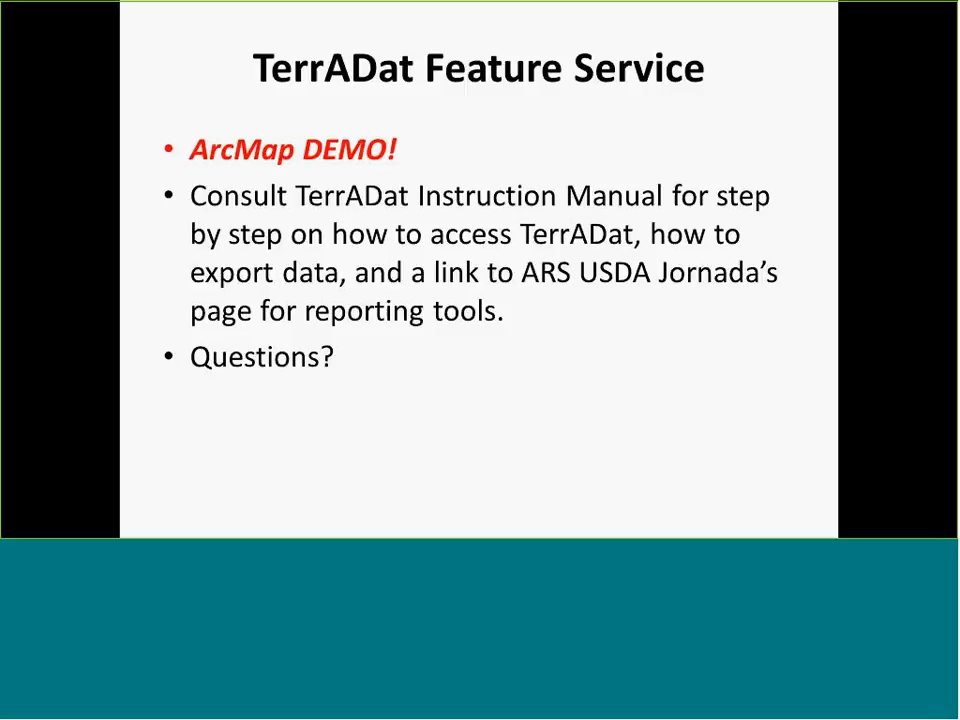 TerrADat Feature Service
• ArcMap DEMO!
• Consult TerrADat Instruction Manual for step
by step on how to access TerrADat, how to
export data, and a link to ARS USDA Jornada’s
page for reporting tools.
• Questions?